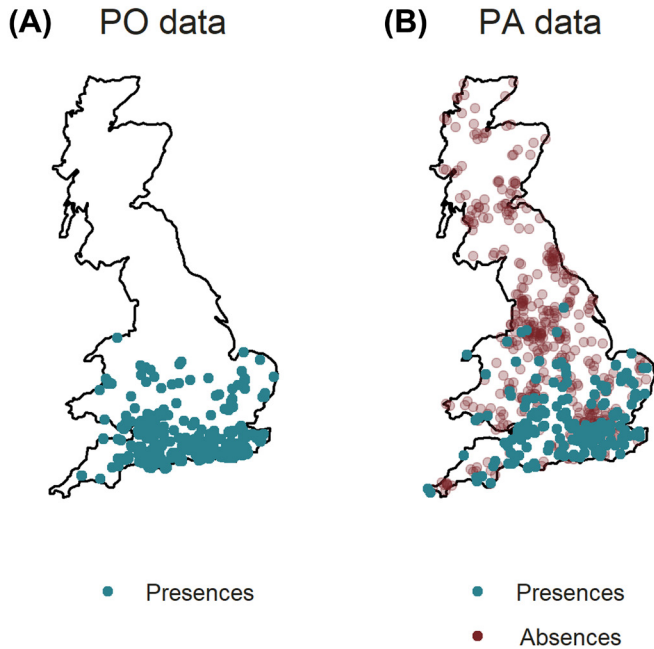 (A) PO data
(B) PA data
Presences
Presences
Absences